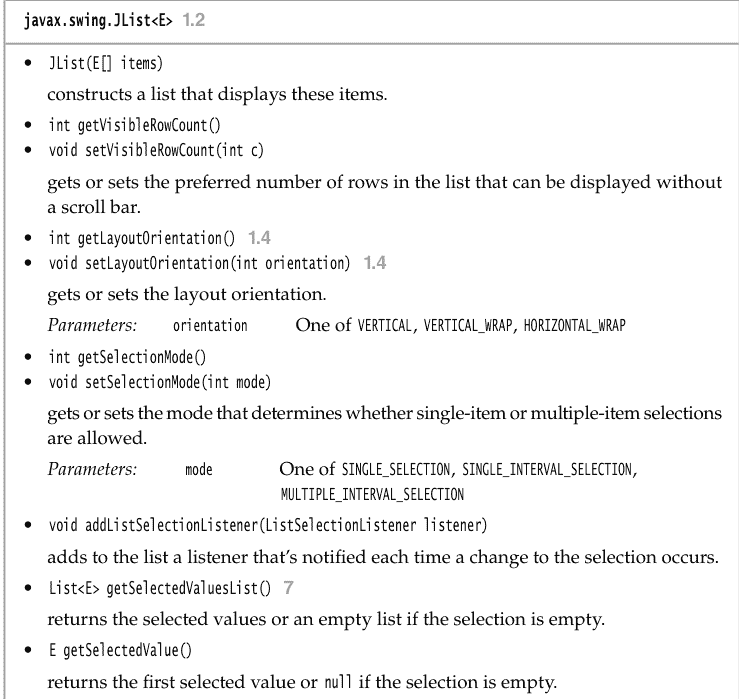 javax.swing.JList<E> 1.2
• JList(E[] items)
constructs a list that displays these items.
• int getVisibleRowCount()
• void setVisibleRowCount(int c)
gets or sets the preferred number of rows in the list that can be displayed without
a scroll bar.
• int getLayoutOrientation() 1.4
• void setLayoutOrientation(int orientation) 1.4
gets or sets the layout orientation.
Parameters: orientation One of VERTICAL, VERTICAL_WRAP, HORIZONTAL_WRAP
• int getSelectionMode()
• void setSelectionMode(int mode)
gets or sets the mode that determines whether single-item or multiple-item selections
are allowed.
Parameters: mode One of SINGLE_SELECTION, SINGLE_INTERVAL_SELECTION,
MULTIPLE_INTERVAL_SELECTION
• void addListSelectionListener(ListSelectionListener listener)
adds to the list a listener that's notified each time a change to the selection occurs.
• List<E> getSelectedValuesList() 7
returns the selected values or an empty list if the selection is empty.
• E getSelectedValue()
returns the first selected value or null if the selection is empty.